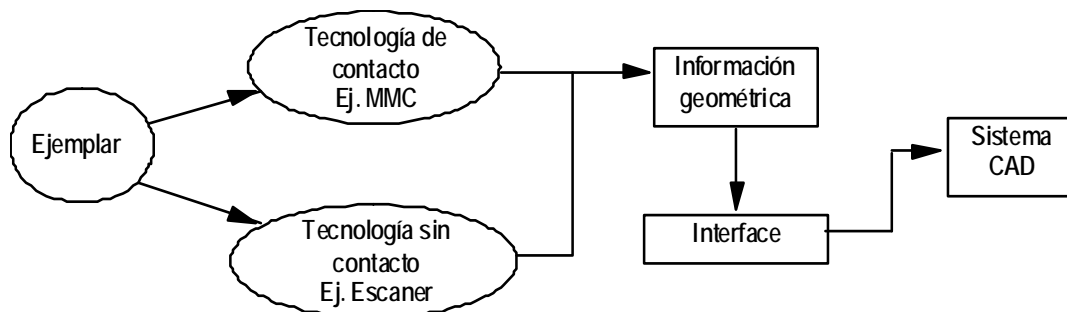 Ejemplar
Tecnología de
contacto
Ej. MMC
Tecnología sin
contacto
Ej. Escaner
Información
geométrica
Interface
Sistema
CAD